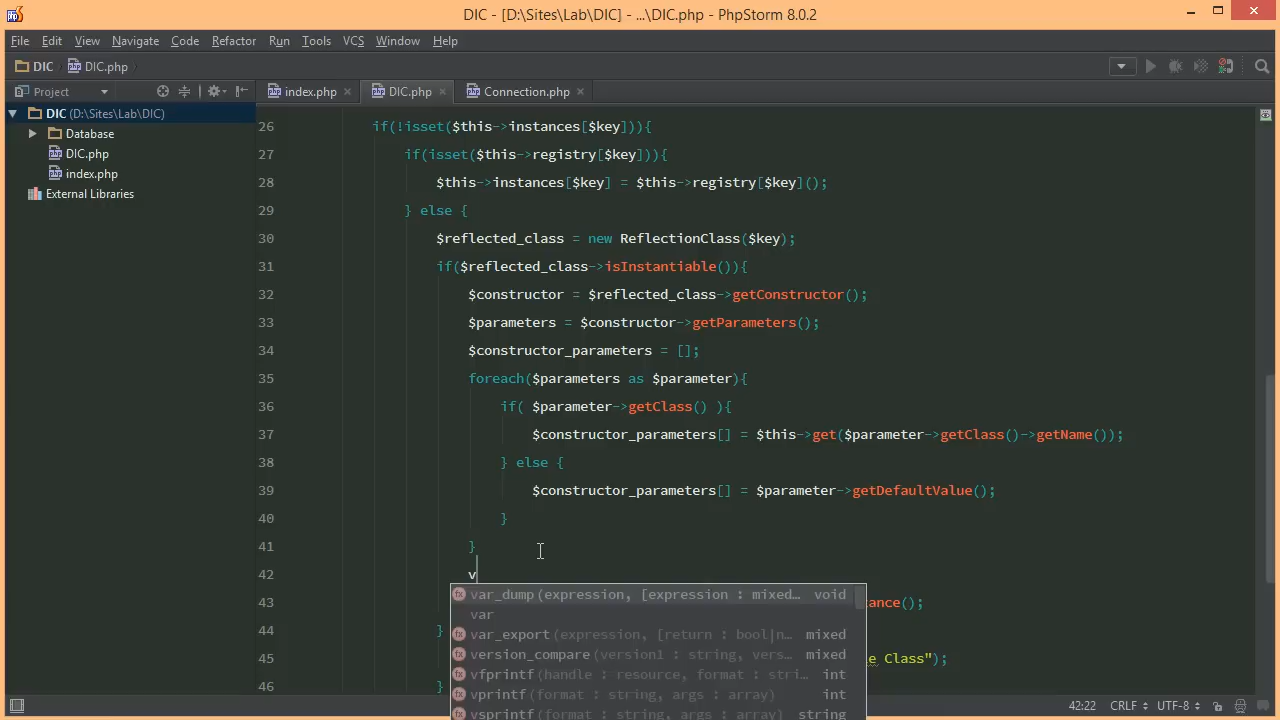 DIC - [D:\Sites\Lab\DIC] - ...\DIC.php - PhpStorm 8.0.2
File Edit View Navigate Code Refactor Run Tools VCS Window Help
DIC DIC.php
Project index.php DIC.php Connection.php
DIC (D:\Sites\Lab\DIC)
Database
DIC.php
index.php
External Libraries
26 if(!isset($this->instances[$key])){
27 if(isset($this->registry[$key])){
28 $this->instances[$key] = $this->registry[$key]();
29 } else {
30 $reflected_class = new ReflectionClass($key);
31 if($reflected_class->isInstantiable()){
32 $constructor = $reflected_class->getConstructor();
33 $parameters = $constructor->getParameters();
34 $constructor_parameters = [];
35 foreach($parameters as $parameter){
36 if( $parameter->getClass() ){
37 $constructor_parameters[] = $this->get($parameter->getClass()->getName());
38 } else {
39 $constructor_parameters[] = $parameter->getDefaultValue();
40 }
41 }
42 v
var_dump(expression, [expression : mixed… void
43 ance();
var
44 }
var_export(expression, [return : bool|n… mixed
45 e Class");
version_compare(version1 : string, vers… mixed
vfprintf(handle : resource, format : stri… int
46 }
vprintf(format : string, args : array) int
vsprintf(format : string, args : array) string
42:22 CRLF UTF-8